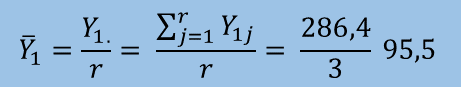 Ȳ₁ = Y₁. / r = ∑ʳⱼ₌₁ Y₁ⱼ / r = 286,4 / 3 95,5